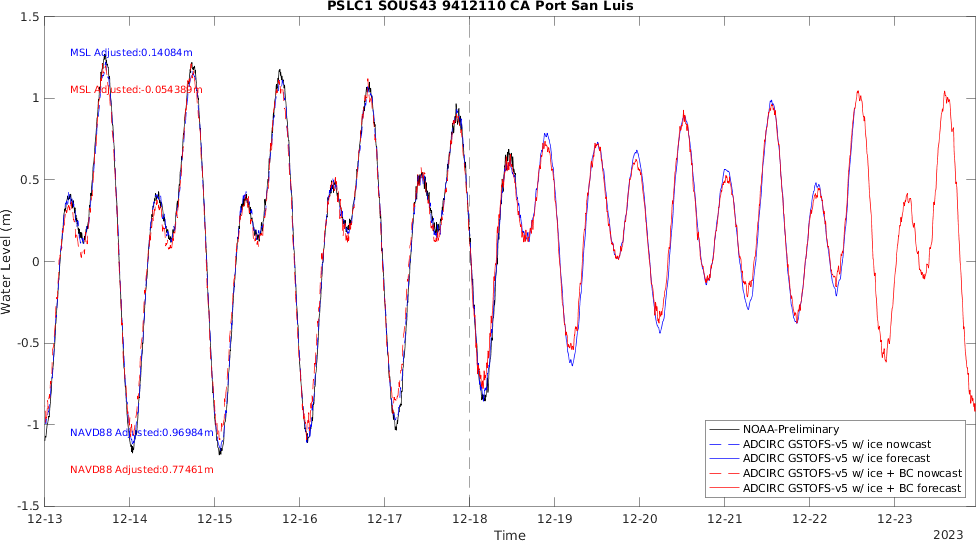 PSLC1 SOUS43 9412110 CA Port San Luis
1.5
1
0.5
0
-0.5
-1
-1.5
Water Level (m)
MSL Adjusted:0.14084m
MSL Adjusted:-0.054389m
NAVD88 Adjusted:0.96984m
NAVD88 Adjusted:0.77461m
NOAA-Preliminary
ADCIRC GSTOFS-v5 w/ ice nowcast
ADCIRC GSTOFS-v5 w/ ice forecast
ADCIRC GSTOFS-v5 w/ ice + BC nowcast
ADCIRC GSTOFS-v5 w/ ice + BC forecast
12-13 12-14 12-15 12-16 12-17 12-18 12-19 12-20 12-21 12-22 12-23
Time
2023